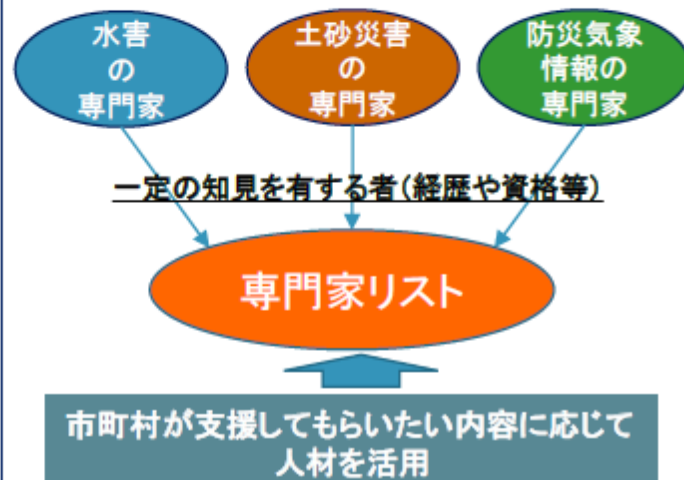 水害
の
専門家
土砂災害
の
専門家
防災気象
情報の
専門家
一定の知見を有する者(経歴や資格等)
専門家リスト
市町村が支援してもらいたい内容に応じて
人材を活用